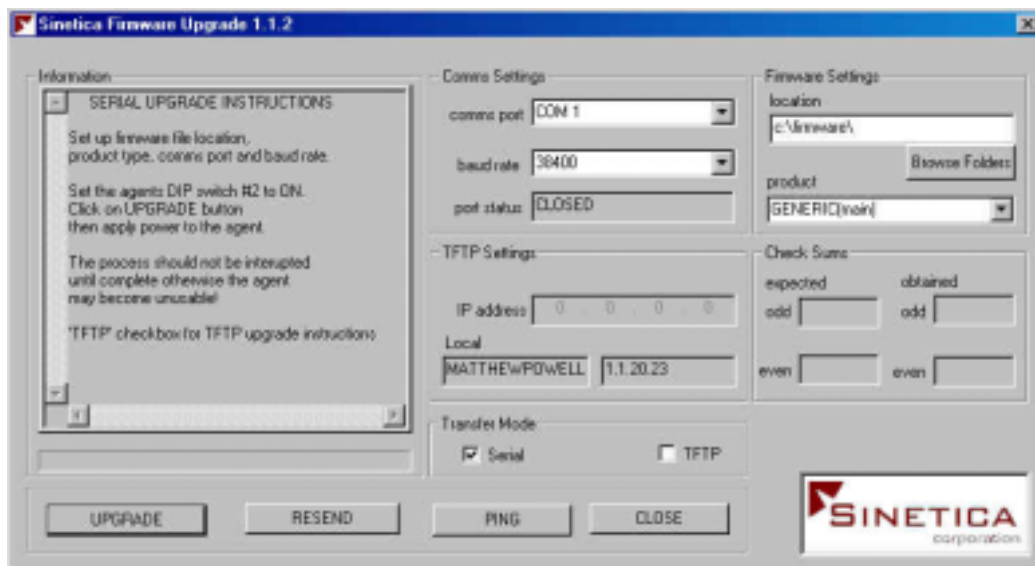 Sinetica Firmware Upgrade 1.1.2
Information
SERIAL UPGRADE INSTRUCTIONS
Set up firmware file location,
product type, comms port and baud rate.
Set the agents DIP switch #2 to ON.
Click on UPGRADE button
then apply power to the agent.
The process should not be interupted
until complete otherwise the agent
may become unusable!
'TFTP' checkbox for TFTP upgrade instructions
Comms Settings
comms port COM 1
baud rate 38400
port status CLOSED
TFTP Settings
IP address 0 . 0 . 0 . 0
Local
MATTHEWPOWELL 1.1.20.23
Transfer Mode
Serial TFTP
Firmware Settings
location
c:\firmware\
Browse Folders
product
GENERIC(main)
Check Sums
expected obtained
odd odd
even even
UPGRADE RESEND PING CLOSE
SINETICA
corporation